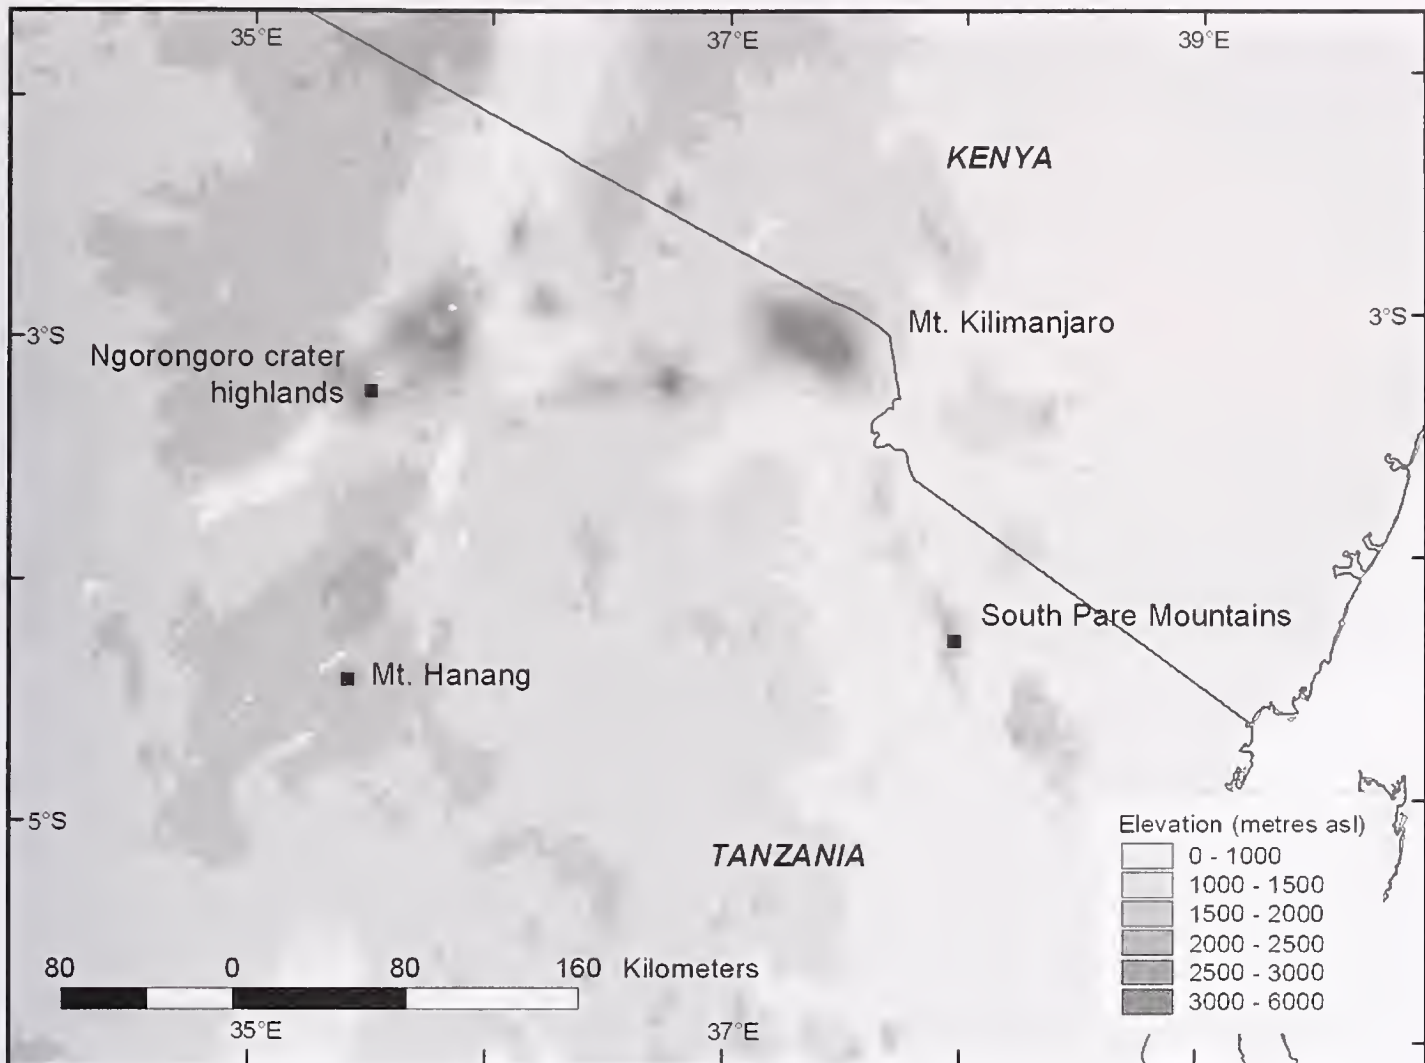 35°E
37°E
39°E
KENYA
3°S
Mt. Kilimanjaro
3°S
Ngorongoro crater
highlands
South Pare Mountains
Mt. Hanang
5°S
TANZANIA
Elevation (metres asl)
0 - 1000
1000 - 1500
1500 - 2000
2000 - 2500
2500 - 3000
3000 - 6000
80 0 80 160 Kilometers
35°E
37°E